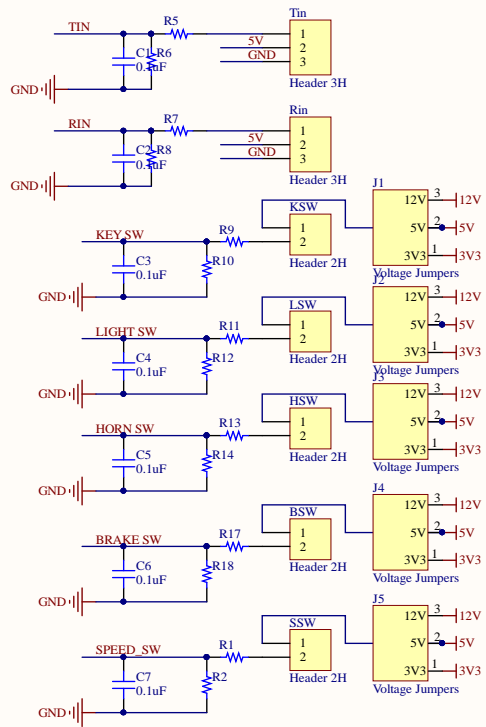 TIN
R5
Tin
1
5V
2
GND
3
C1
R6
0.1uF
GND
Header 3H
RIN
R7
Rin
1
5V
2
GND
3
C2
R8
0.1uF
GND
Header 3H
J1
KSW
12V 3 12V
KEY SW
R9
1
5V 2 5V
2
C3
R10
0.1uF
3V3 1 3V3
Header 2H
Voltage Jumpers
GND
J2
LSW
12V 3 12V
LIGHT SW
R11
1
5V 2 5V
2
C4
R12
0.1uF
3V3 1 3V3
Header 2H
Voltage Jumpers
GND
J3
HSW
12V 3 12V
HORN SW
R13
1
5V 2 5V
2
C5
R14
0.1uF
3V3 1 3V3
Header 2H
Voltage Jumpers
GND
J4
BSW
12V 3 12V
BRAKE SW
R17
1
5V 2 5V
2
C6
R18
0.1uF
3V3 1 3V3
Header 2H
Voltage Jumpers
GND
J5
SSW
12V 3 12V
SPEED_SW
R1
1
5V 2 5V
2
C7
R2
0.1uF
3V3 1 3V3
Header 2H
Voltage Jumpers
GND